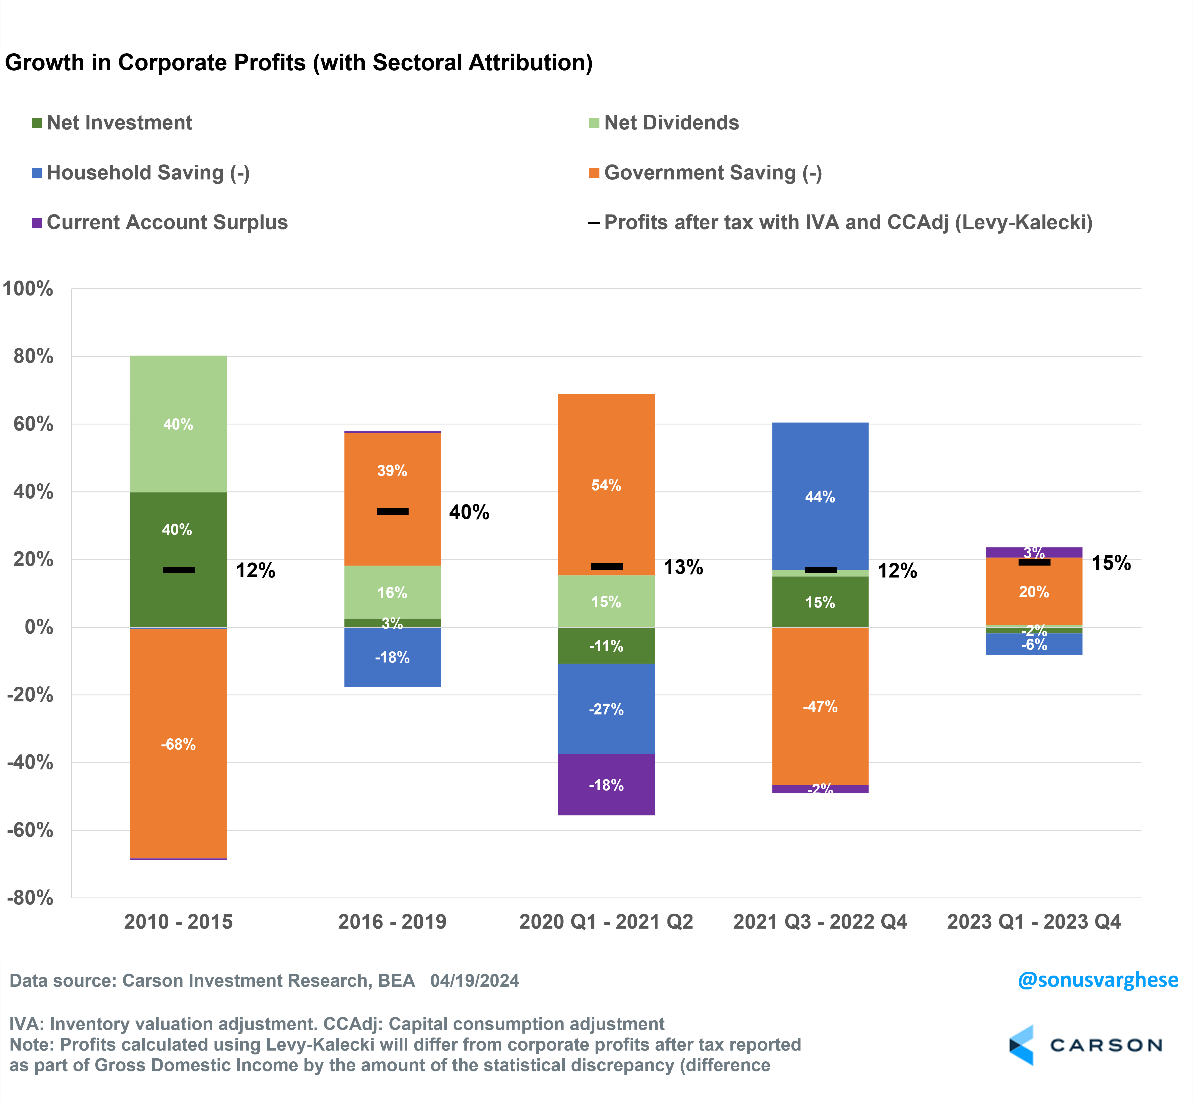 Growth in Corporate Profits (with Sectoral Attribution)
Net Investment
Net Dividends
Household Saving (-)
Government Saving (-)
Current Account Surplus
Profits after tax with IVA and CCAdj (Levy-Kalecki)
100%
80%
60%
40%
20%
0%
-20%
-40%
-60%
-80%
40%
40%
12%
-68%
39%
40%
16%
3%
-18%
54%
13%
15%
-11%
-27%
-18%
44%
12%
15%
-47%
-2%
3%
15%
20%
-2%
-6%
2010 - 2015
2016 - 2019
2020 Q1 - 2021 Q2
2021 Q3 - 2022 Q4
2023 Q1 - 2023 Q4
Data source: Carson Investment Research, BEA 04/19/2024
@sonusvarghese
IVA: Inventory valuation adjustment. CCAdj: Capital consumption adjustment
Note: Profits calculated using Levy-Kalecki will differ from corporate profits after tax reported
as part of Gross Domestic Income by the amount of the statistical discrepancy (difference
CARSON